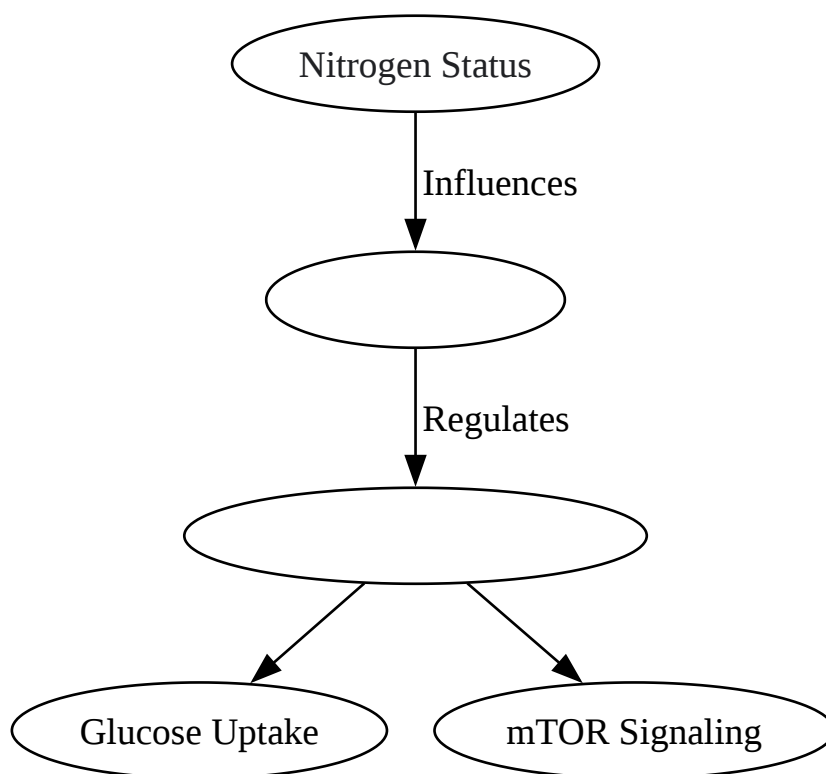 Nitrogen Status
Influences
Regulates
Glucose Uptake
mTOR Signaling